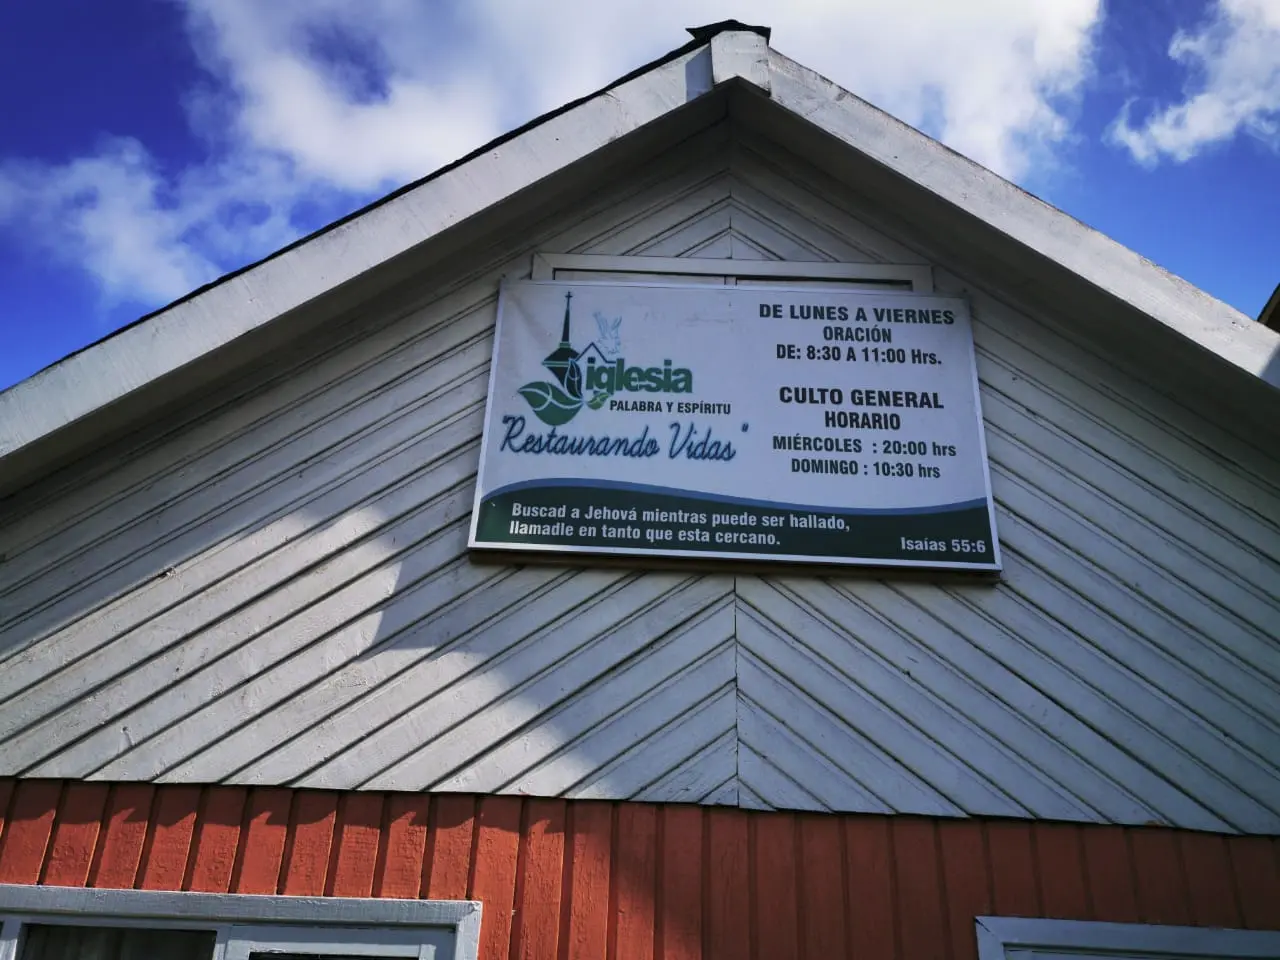 iglesia
PALABRA Y ESPÍRITU
"Restaurando Vidas"
DE LUNES A VIERNES
ORACIÓN
DE: 8:30 A 11:00 Hrs.
CULTO GENERAL
HORARIO
MIÉRCOLES : 20:00 hrs
DOMINGO : 10:30 hrs
Buscad a Jehová mientras puede ser hallado,
llamadle en tanto que esta cercano.
Isaías 55:6